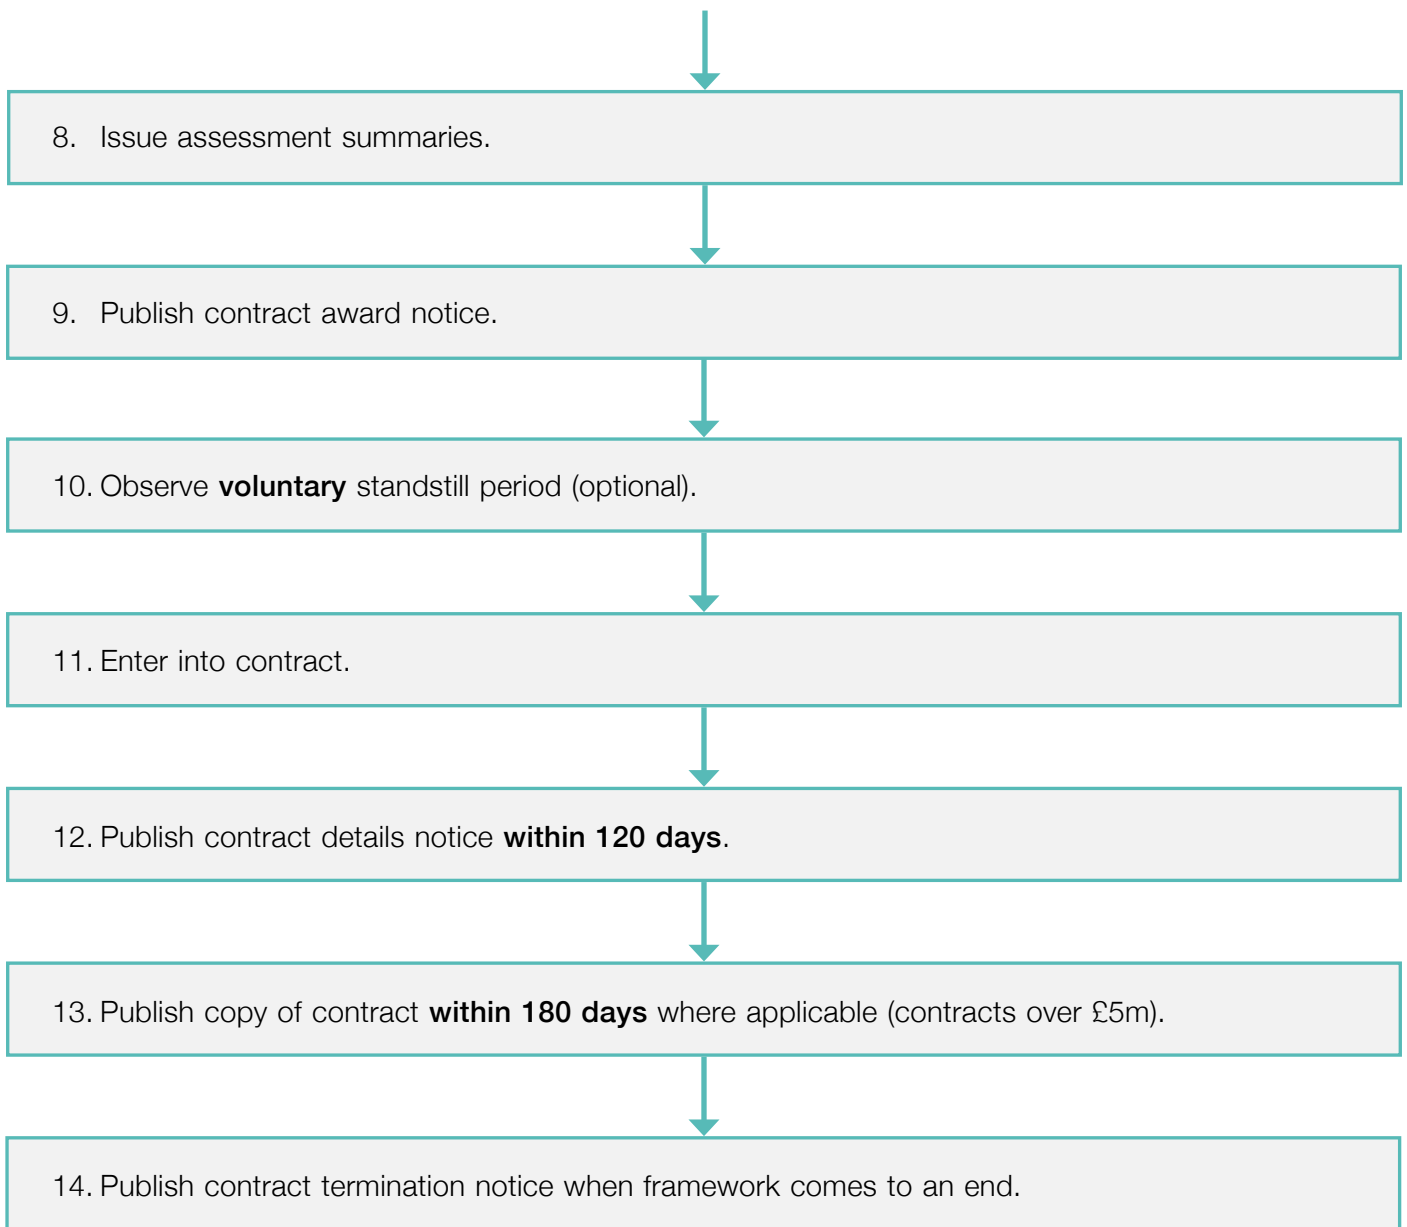 8. Issue assessment summaries.
9. Publish contract award notice.
10. Observe voluntary standstill period (optional).
11. Enter into contract.
12. Publish contract details notice within 120 days.
13. Publish copy of contract within 180 days where applicable (contracts over £5m).
14. Publish contract termination notice when framework comes to an end.